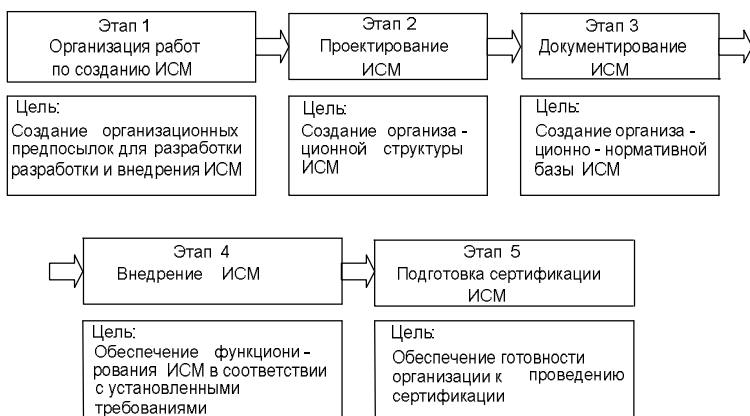 Этап 1
Организация работ
по созданию ИСМ
Этап 2
Проектирование
ИСМ
Этап 3
Документирование
ИСМ
Цель:
Создание организационных
предпосылок для разработки
разработки и внедрения ИСМ
Цель:
Создание организа -
ционной структуры
ИСМ
Цель:
Создание организа -
ционно - нормативной
базы ИСМ
Этап 4
Внедрение ИСМ
Этап 5
Подготовка сертификации
ИСМ
Цель:
Обеспечение функциони -
рования ИСМ в соответствии
с установленными
требованиями
Цель:
Обеспечение готовности
организации к проведению
сертификации